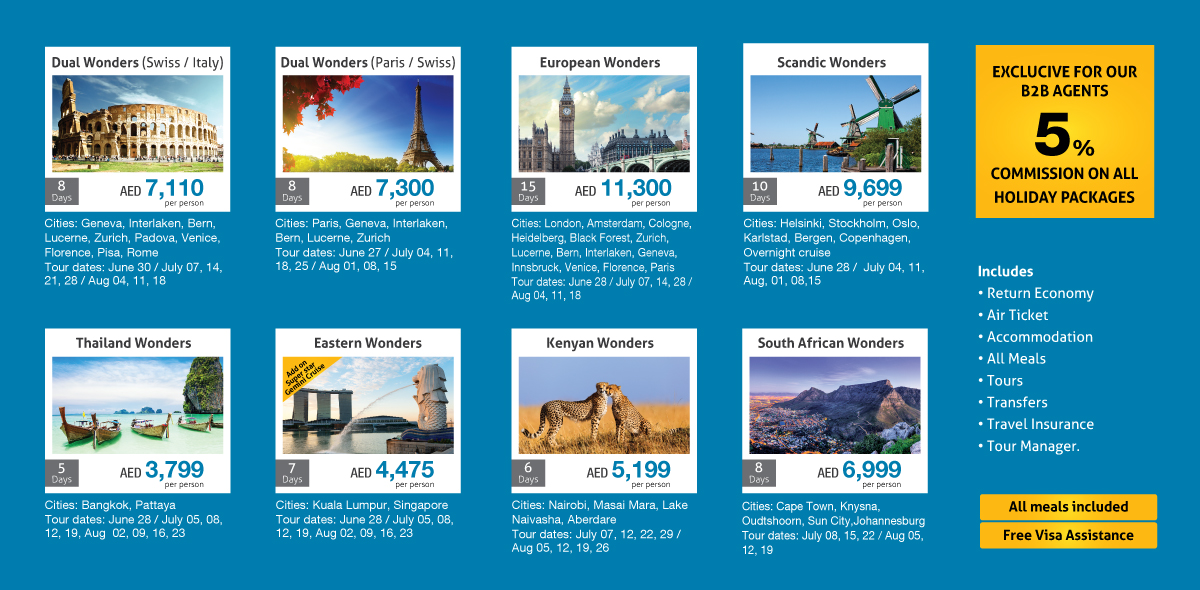 Dual Wonders (Swiss / Italy)
8
Days
AED 7,110
per person
Cities: Geneva, Interlaken, Bern,
Lucerne, Zurich, Padova, Venice,
Florence, Pisa, Rome
Tour dates: June 30 / July 07, 14,
21, 28 / Aug 04, 11, 18
Dual Wonders (Paris / Swiss)
8
Days
AED 7,300
per person
Cities: Paris, Geneva, Interlaken,
Bern, Lucerne, Zurich
Tour dates: June 27 / July 04, 11,
18, 25 / Aug 01, 08, 15
European Wonders
15
Days
AED 11,300
per person
Cities: London, Amsterdam, Cologne,
Heidelberg, Black Forest, Zurich,
Lucerne, Bern, Interlaken, Geneva,
Innsbruck, Venice, Florence, Paris
Tour dates: June 28 / July 07, 14, 28 /
Aug 04, 11, 18
Scandic Wonders
10
Days
AED 9,699
per person
Cities: Helsinki, Stockholm, Oslo,
Karlstad, Bergen, Copenhagen,
Overnight cruise
Tour dates: June 28 / July 04, 11,
Aug, 01, 08,15
Thailand Wonders
5
Days
AED 3,799
per person
Cities: Bangkok, Pattaya
Tour dates: June 28 / July 05, 08,
12, 19, Aug 02, 09, 16, 23
Eastern Wonders
Add on
Super Star
Gemini Cruise
7
Days
AED 4,475
per person
Cities: Kuala Lumpur, Singapore
Tour dates: June 28 / July 05, 08,
12, 19, Aug 02, 09, 16, 23
Kenyan Wonders
6
Days
AED 5,199
per person
Cities: Nairobi, Masai Mara, Lake
Naivasha, Aberdare
Tour dates: July 07, 12, 22, 29 /
Aug 05, 12, 19, 26
South African Wonders
8
Days
AED 6,999
per person
Cities: Cape Town, Knysna,
Oudtshoorn, Sun City,Johannesburg
Tour dates: July 08, 15, 22 / Aug 05,
12, 19
EXCLUCIVE FOR OUR
B2B AGENTS
5%
COMMISSION ON ALL
HOLIDAY PACKAGES
Includes
• Return Economy
• Air Ticket
• Accommodation
• All Meals
• Tours
• Transfers
• Travel Insurance
• Tour Manager.
All meals included
Free Visa Assistance